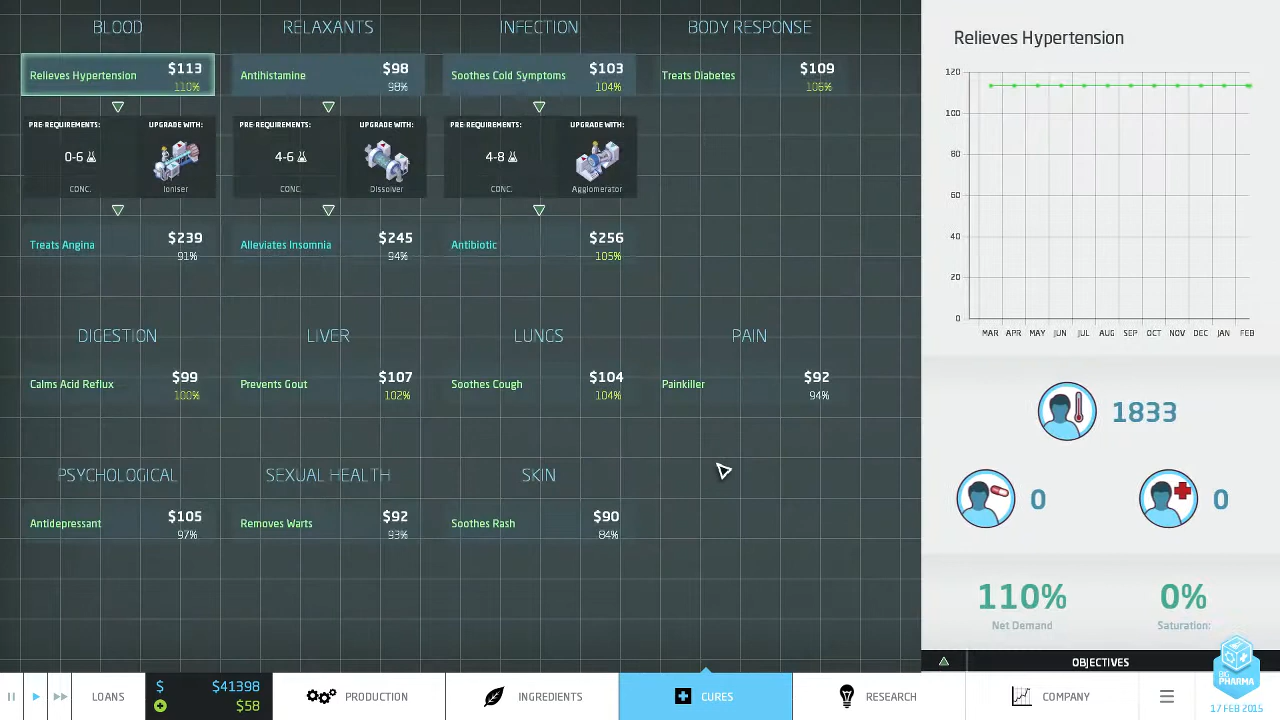 BLOOD
RELAXANTS
INFECTION
BODY RESPONSE
Relieves Hypertension
$113
110%
Antihistamine
$98
98%
Soothes Cold Symptoms
$103
104%
Treats Diabetes
$109
106%
PRE-REQUIREMENTS:
UPGRADE WITH:
0-6
CONC.
Ioniser
PRE-REQUIREMENTS:
UPGRADE WITH:
4-6
CONC.
Dissolver
PRE-REQUIREMENTS:
UPGRADE WITH:
4-8
CONC.
Agglomerator
Treats Angina
$239
91%
Alleviates Insomnia
$245
94%
Antibiotic
$256
105%
DIGESTION
LIVER
LUNGS
PAIN
Calms Acid Reflux
$99
100%
Prevents Gout
$107
102%
Soothes Cough
$104
104%
Painkiller
$92
94%
PSYCHOLOGICAL
SEXUAL HEALTH
SKIN
Antidepressant
$105
97%
Removes Warts
$92
93%
Soothes Rash
$90
84%
Relieves Hypertension
120
100
80
60
40
20
0
MAR APR MAY JUN JUL AUG SEP OCT NOV DEC JAN FEB
1833
0
0
110%
Net Demand
0%
Saturation:
OBJECTIVES
LOANS
$ $41398
$58
PRODUCTION
INGREDIENTS
CURES
RESEARCH
COMPANY
BIG PHARMA
17 FEB 2015